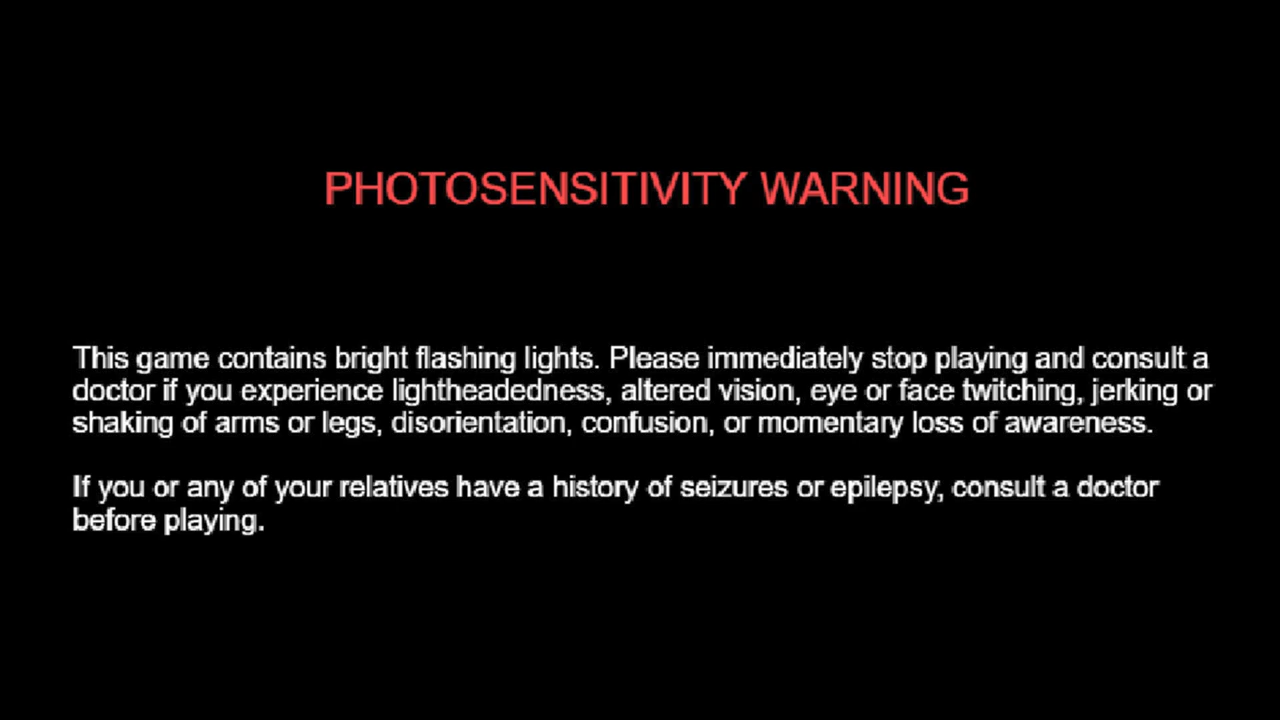 PHOTOSENSITIVITY WARNING
This game contains bright flashing lights. Please immediately stop playing and consult a
doctor if you experience lightheadedness, altered vision, eye or face twitching, jerking or
shaking of arms or legs, disorientation, confusion, or momentary loss of awareness.
If you or any of your relatives have a history of seizures or epilepsy, consult a doctor
before playing.